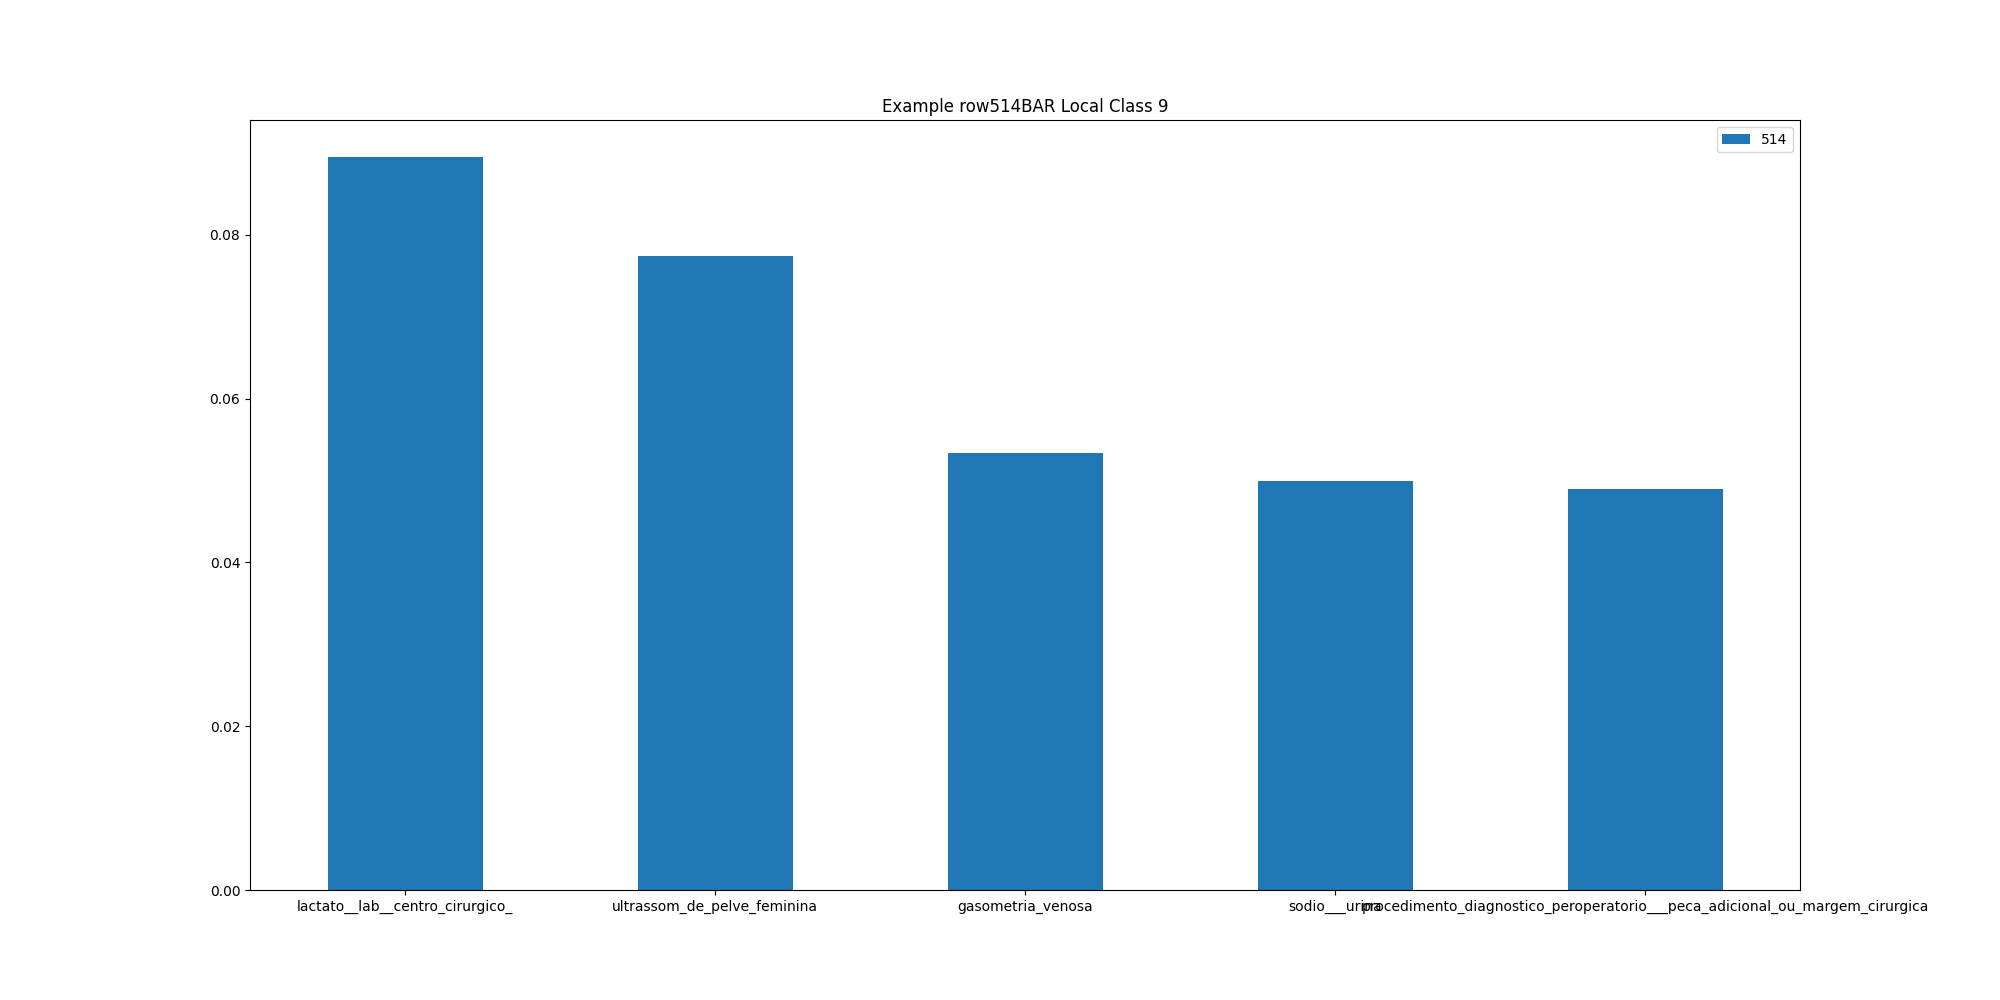 Example row514BAR Local Class 9
514
0.08
0.06
0.04
0.02
0.00
lactato__lab__centro_cirurgico_
ultrassom_de_pelve_feminina
gasometria_venosa
sodio___urina
procedimento_diagnostico_peroperatorio___peca_adicional_ou_margem_cirurgica